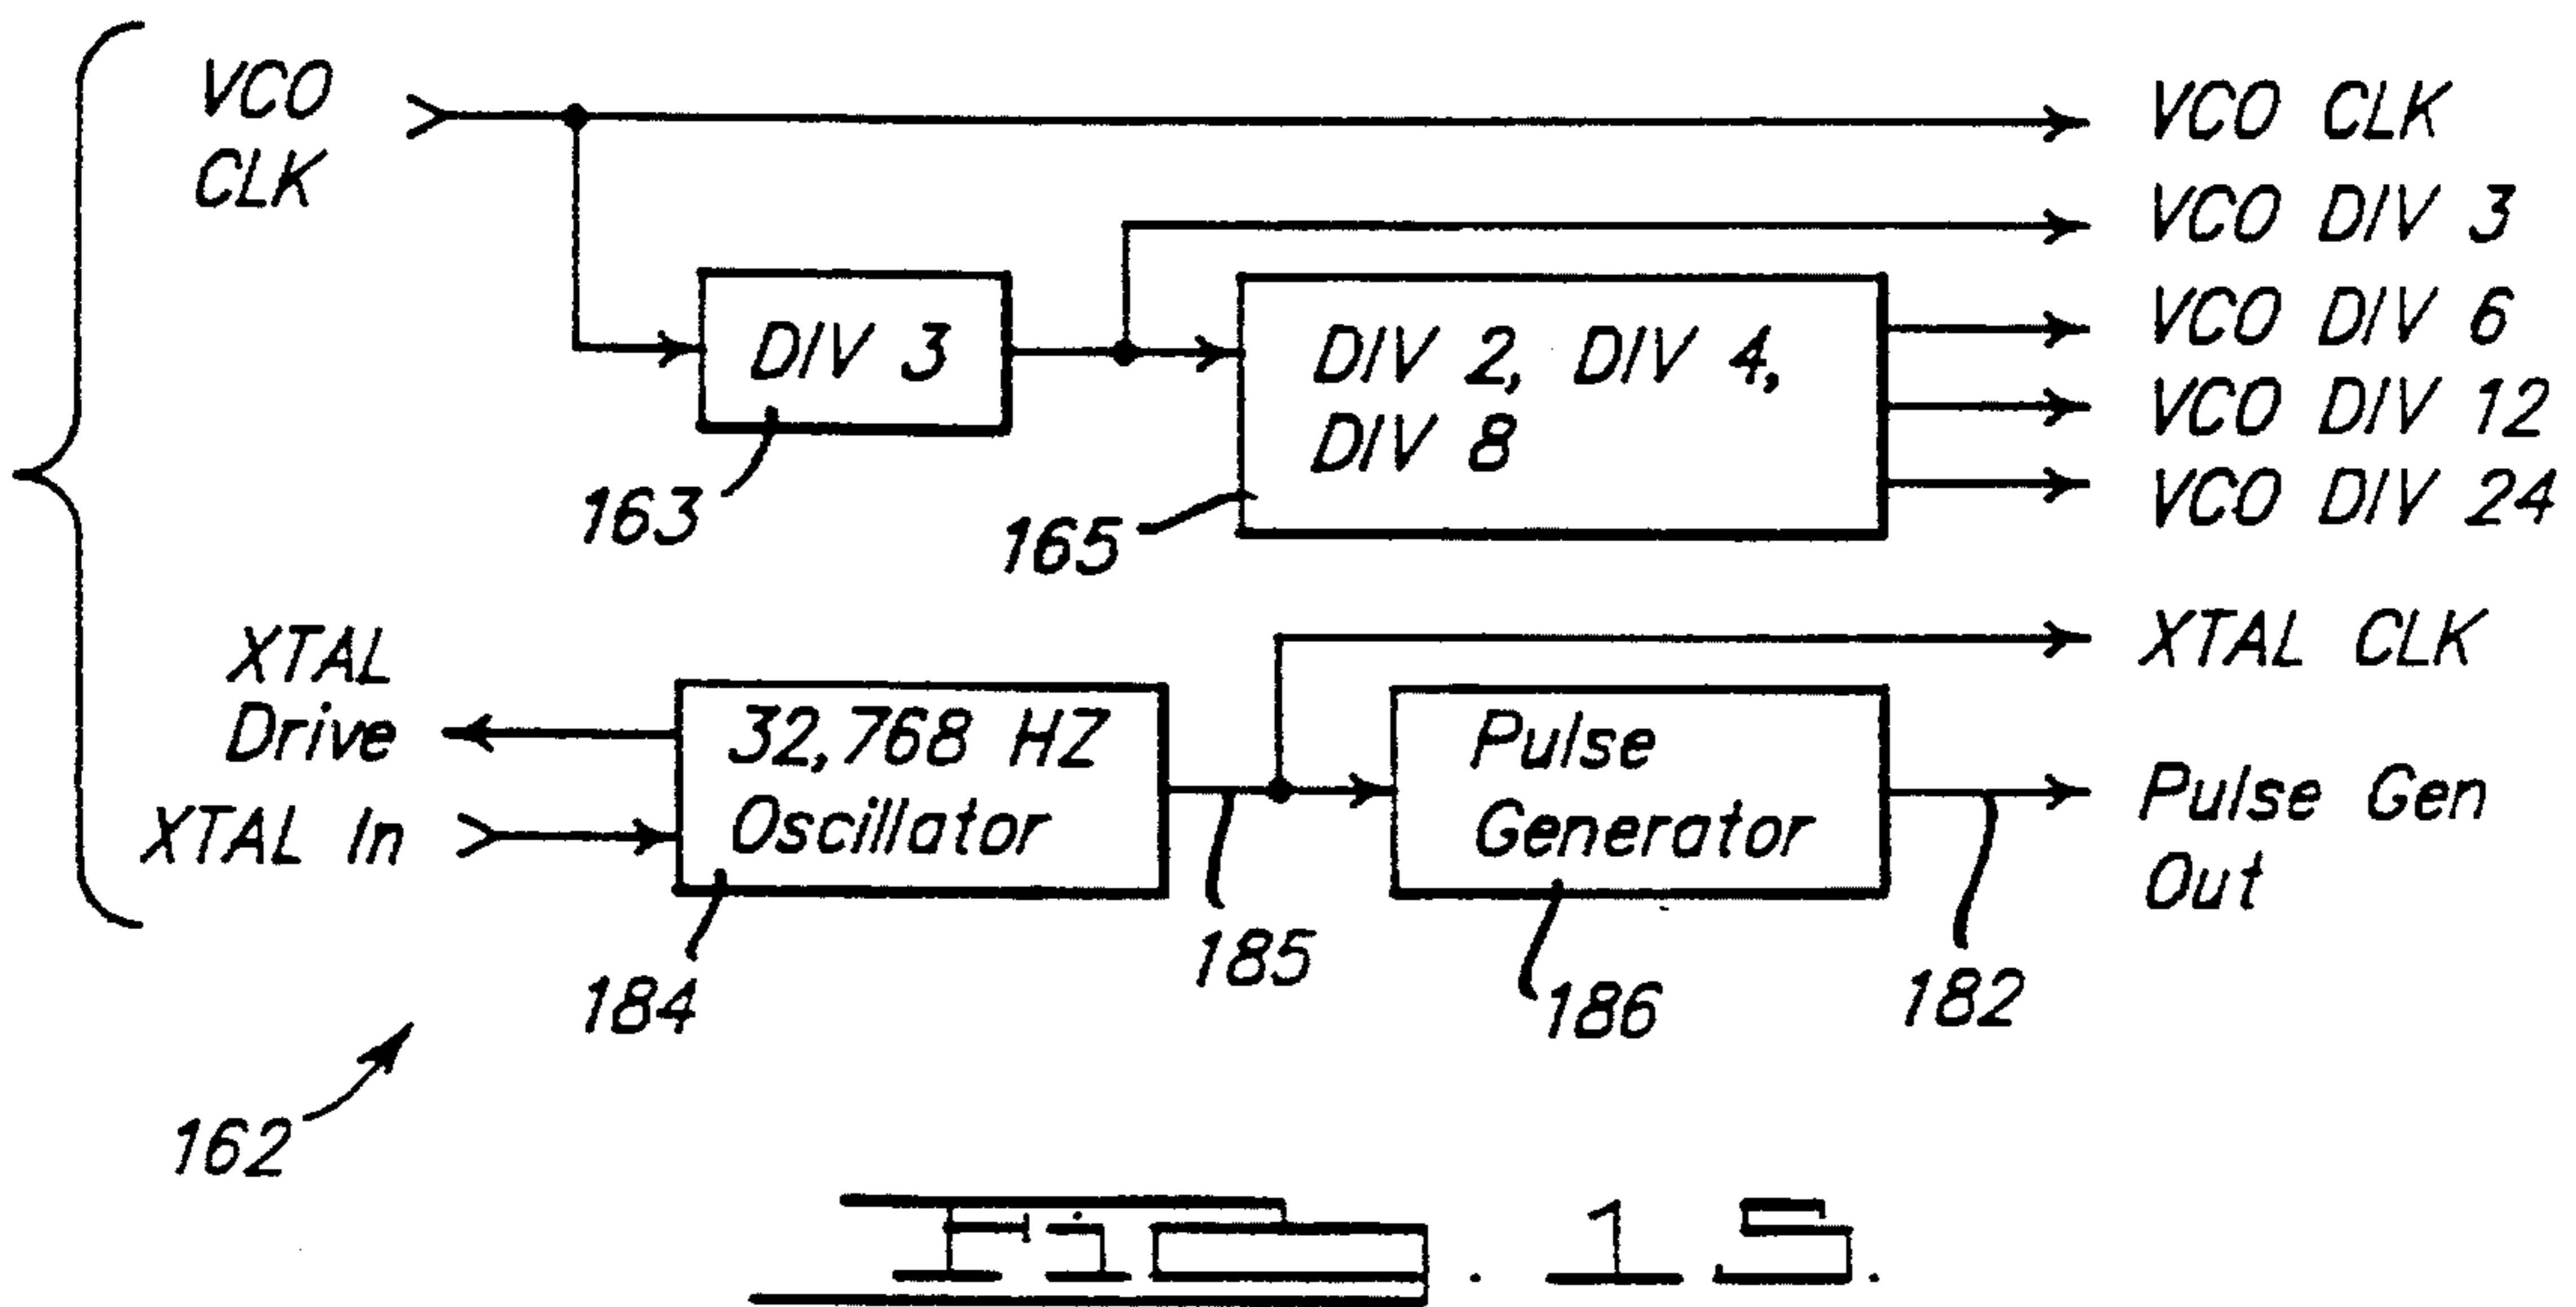 VCO
CLK
VCO CLK
VCO DIV 3
DIV 3
DIV 2, DIV 4,
DIV 8
VCO DIV 6
VCO DIV 12
VCO DIV 24
163
165
XTAL
Drive
XTAL In
32,768 HZ
Oscillator
Pulse
Generator
XTAL CLK
Pulse Gen
Out
184
185
186
182
162
FIG. 15.